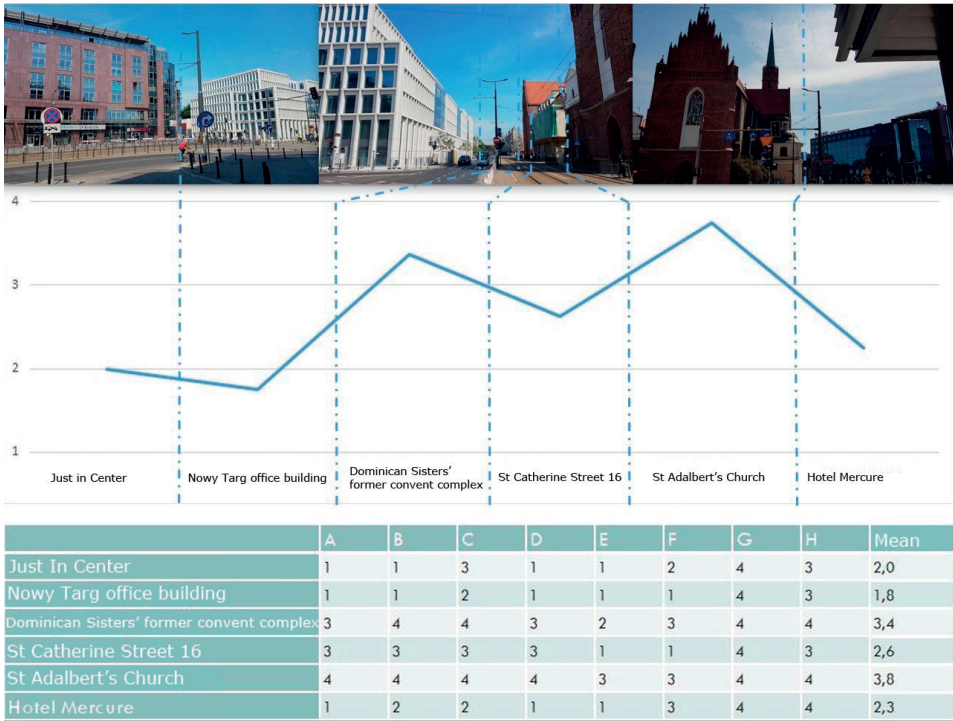 4
3
2
1
Just in Center
Nowy Targ office building
Dominican Sisters'
former convent complex
St Catherine Street 16
St Adalbert's Church
Hotel Mercure
A B C D E F G H Mean
Just In Center 1 1 3 1 1 2 4 3 2,0
Nowy Targ office building 1 1 2 1 1 1 4 3 1,8
Dominican Sisters' former convent complex 3 4 4 3 2 3 4 4 3,4
St Catherine Street 16 3 3 3 3 1 1 4 3 2,6
St Adalbert's Church 4 4 4 4 3 3 4 4 3,8
Hotel Mercure 1 2 2 1 1 3 4 4 2,3